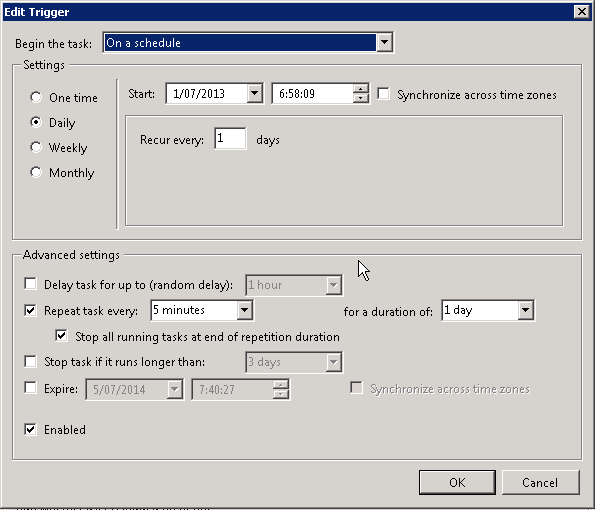 Edit Trigger
Begin the task: On a schedule
Settings
One time
Daily
Weekly
Monthly
Start: 1/07/2013 6:58:09 Synchronize across time zones
Recur every: 1 days
Advanced settings
Delay task for up to (random delay): 1 hour
Repeat task every: 5 minutes for a duration of: 1 day
Stop all running tasks at end of repetition duration
Stop task if it runs longer than: 3 days
Expire: 5/07/2014 7:40:27 Synchronize across time zones
Enabled
OK Cancel